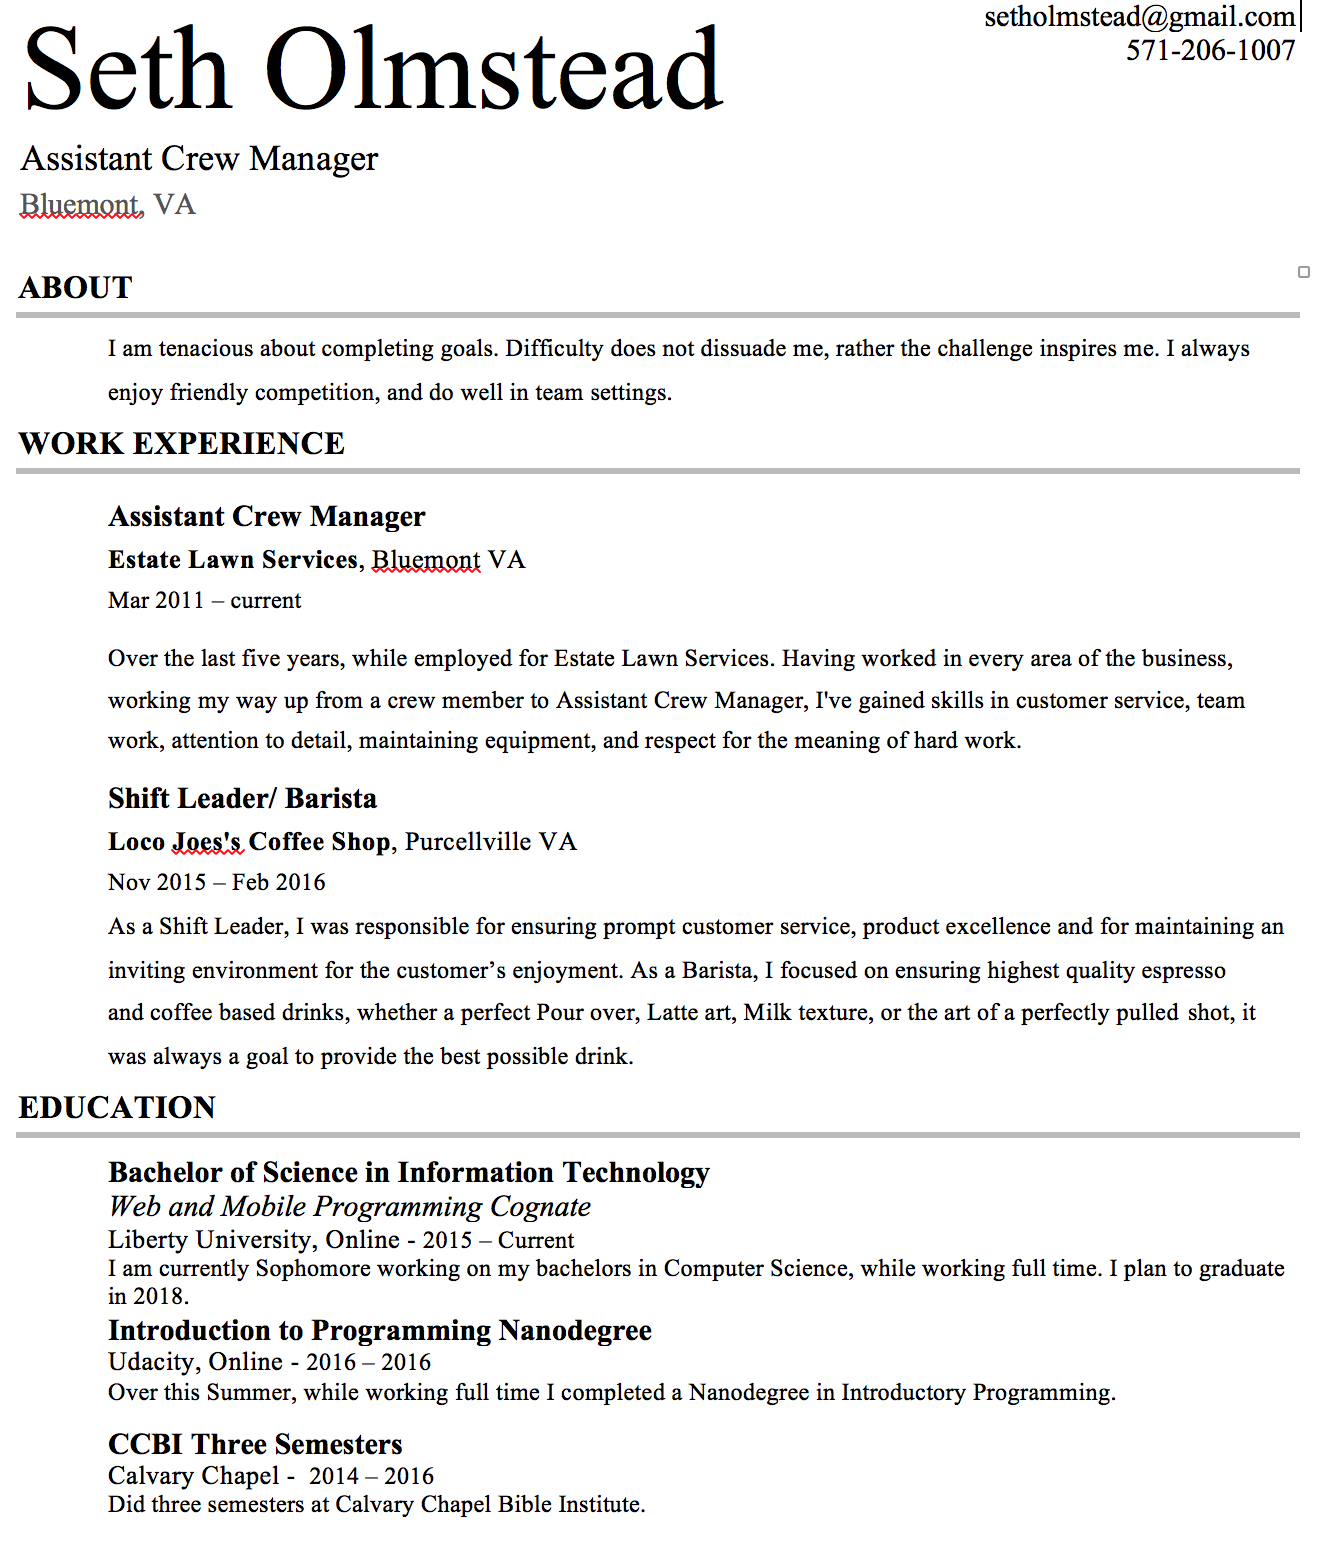 setholmstead@gmail.com
571-206-1007
Seth Olmstead
Assistant Crew Manager
Bluemont, VA
ABOUT
I am tenacious about completing goals. Difficulty does not dissuade me, rather the challenge inspires me. I always
enjoy friendly competition, and do well in team settings.
WORK EXPERIENCE
Assistant Crew Manager
Estate Lawn Services, Bluemont VA
Mar 2011 – current
Over the last five years, while employed for Estate Lawn Services. Having worked in every area of the business,
working my way up from a crew member to Assistant Crew Manager, I've gained skills in customer service, team
work, attention to detail, maintaining equipment, and respect for the meaning of hard work.
Shift Leader/ Barista
Loco Joes's Coffee Shop, Purcellville VA
Nov 2015 – Feb 2016
As a Shift Leader, I was responsible for ensuring prompt customer service, product excellence and for maintaining an
inviting environment for the customer’s enjoyment. As a Barista, I focused on ensuring highest quality espresso
and coffee based drinks, whether a perfect Pour over, Latte art, Milk texture, or the art of a perfectly pulled shot, it
was always a goal to provide the best possible drink.
EDUCATION
Bachelor of Science in Information Technology
Web and Mobile Programming Cognate
Liberty University, Online - 2015 – Current
I am currently Sophomore working on my bachelors in Computer Science, while working full time. I plan to graduate
in 2018.
Introduction to Programming Nanodegree
Udacity, Online - 2016 – 2016
Over this Summer, while working full time I completed a Nanodegree in Introductory Programming.
CCBI Three Semesters
Calvary Chapel -  2014 – 2016
Did three semesters at Calvary Chapel Bible Institute.